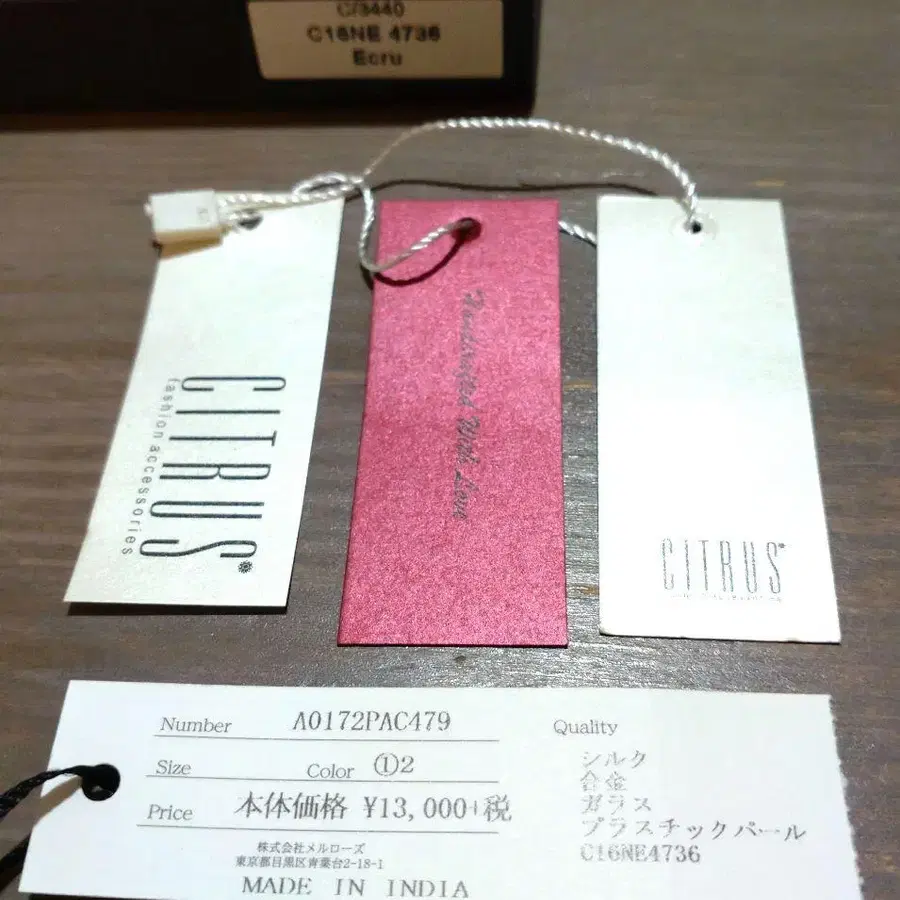 C/3440
C16NE 4736
Ecru
CITRUS
fashion accessories
Handcrafted With Love
CITRUS
Number A0172PAC479
Size Color ①2
Price 本体価格 ¥13,000+税
株式会社メルローズ
東京都目黒区青葉台2-18-1
MADE IN INDIA
Quality
シルク
合金
ガラス
プラスチックパール
C16NE4736